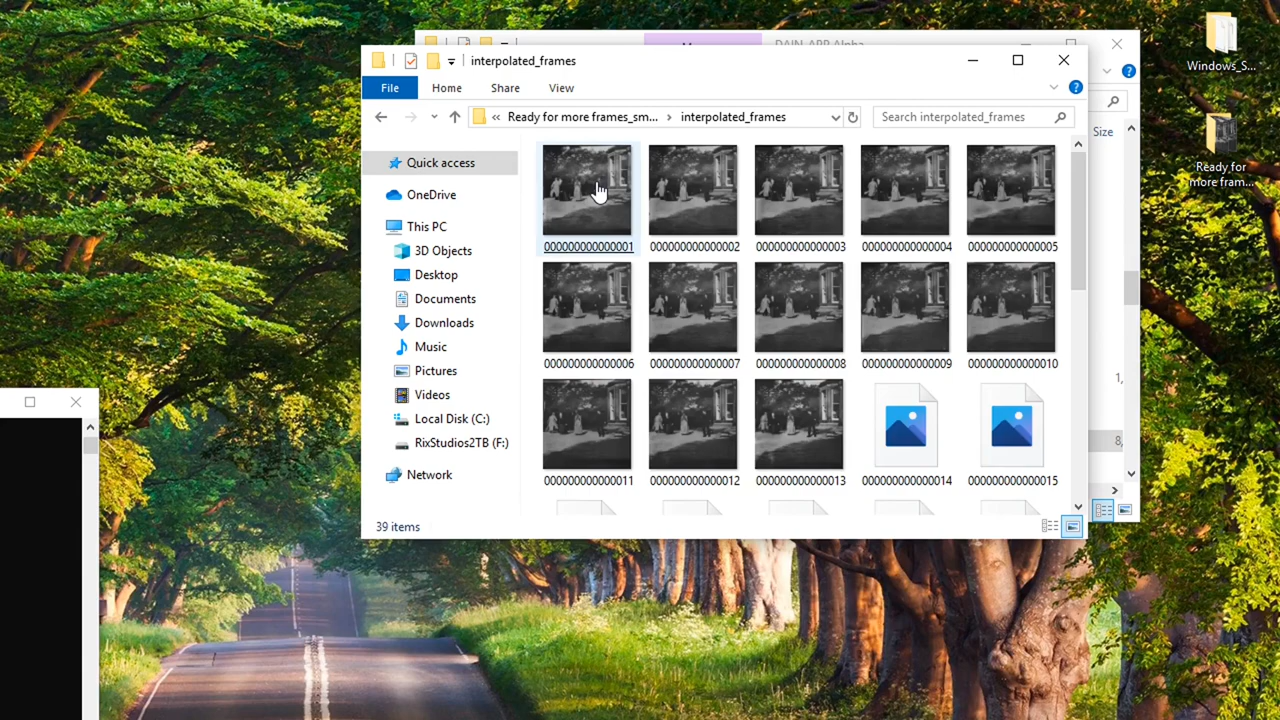 DAIN-APP Alpha
interpolated_frames
File
Home
Share
View
Ready for more frames_sm...
interpolated_frames
Search interpolated_frames
Size
Quick access
OneDrive
This PC
3D Objects
Desktop
Documents
Downloads
Music
Pictures
Videos
Local Disk (C:)
RixStudios2TB (F:)
Network
000000000000001
000000000000002
000000000000003
000000000000004
000000000000005
000000000000006
000000000000007
000000000000008
000000000000009
000000000000010
000000000000011
000000000000012
000000000000013
000000000000014
000000000000015
1,
8,
39 items
Windows_S...
Ready for
more fram...